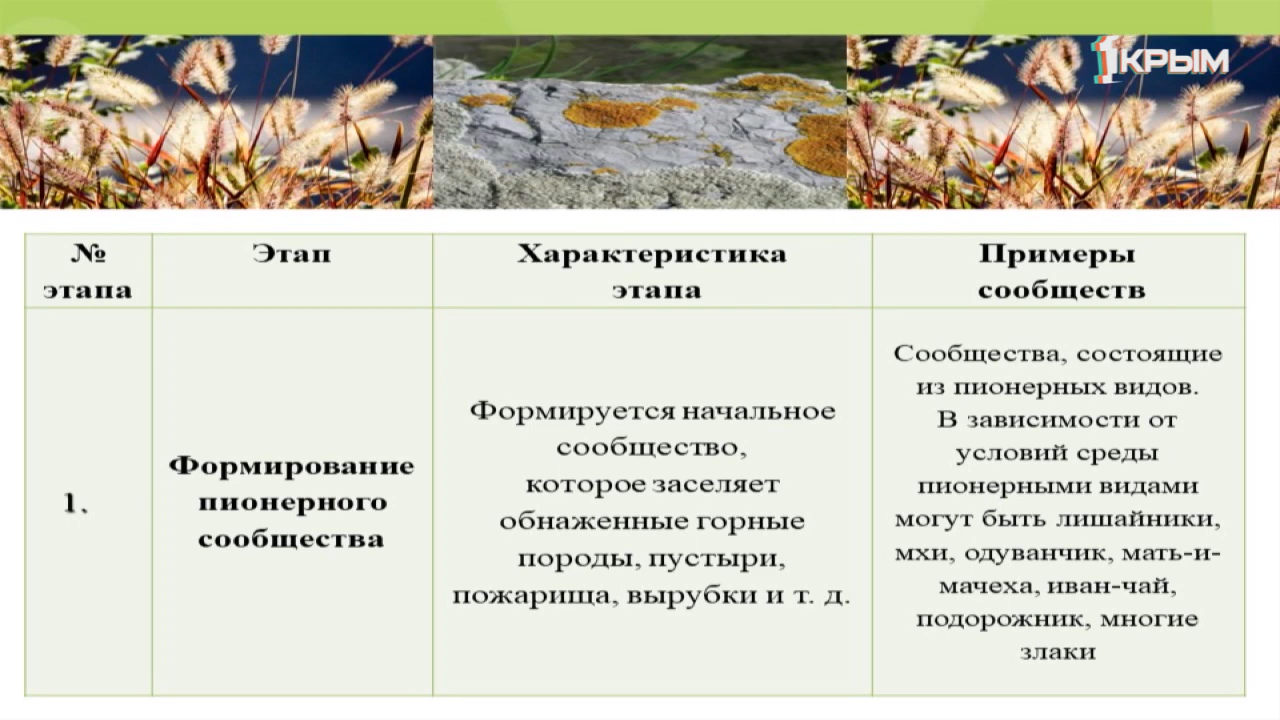 1КРЫМ
№
этапа
Этап
Характеристика
этапа
Примеры
сообществ
1.
Формирование
пионерного
сообщества
Формируется начальное
сообщество,
которое заселяет
обнаженные горные
породы, пустыри,
пожарища, вырубки и т. д.
Сообщества, состоящие
из пионерных видов.
В зависимости от
условий среды
пионерными видами
могут быть лишайники,
мхи, одуванчик, мать-и-
мачеха, иван-чай,
подорожник, многие
злаки